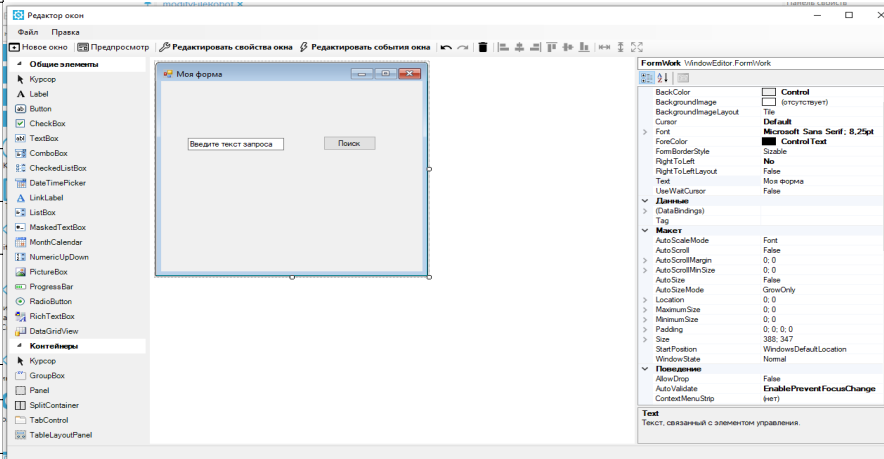 Панель свойств
Редактор окон
Файл Правка
Новое окно Предпросмотр Редактировать свойства окна Редактировать события окна
Общие элементы
Курсор
Label
Button
CheckBox
TextBox
ComboBox
CheckedListBox
DateTimePicker
LinkLabel
ListBox
MaskedTextBox
MonthCalendar
NumericUpDown
PictureBox
ProgressBar
RadioButton
RichTextBox
DataGridView
Контейнеры
Курсор
GroupBox
Panel
SplitContainer
TabControl
TableLayoutPanel
Моя форма
Введите текст запроса Поиск
FormWork WindowEditor.FormWork
BackColor Control
BackgroundImage (отсутствует)
BackgroundImageLayout Tile
Cursor Default
Font Microsoft Sans Serif; 8,25pt
ForeColor ControlText
FormBorderStyle Sizable
RightToLeft No
RightToLeftLayout False
Text Моя форма
UseWaitCursor False
Данные
(DataBindings)
Tag
Макет
AutoScaleMode Font
AutoScroll False
AutoScrollMargin 0; 0
AutoScrollMinSize 0; 0
AutoSize False
AutoSizeMode GrowOnly
Location 0; 0
MaximumSize 0; 0
MinimumSize 0; 0
Padding 0; 0; 0; 0
Size 388; 347
StartPosition WindowsDefaultLocation
WindowState Normal
Поведение
AllowDrop False
AutoValidate EnablePreventFocusChange
ContextMenuStrip (нет)
Text
Текст, связанный с элементом управления.